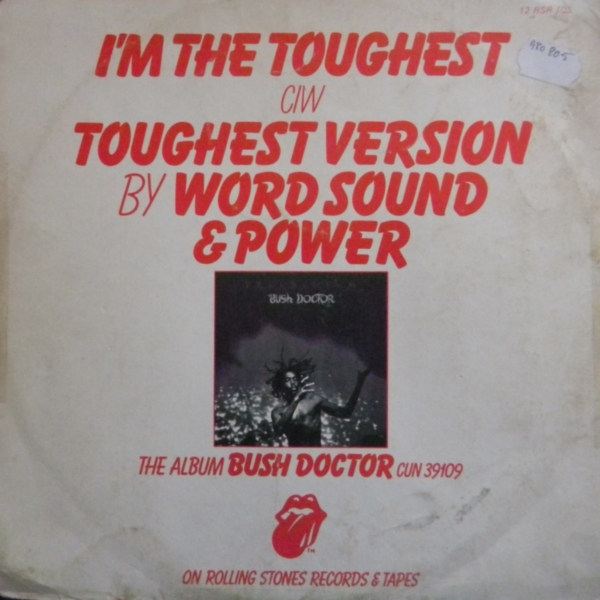 12 RSR 103
I'M THE TOUGHEST
C/W
TOUGHEST VERSION
BY WORD SOUND
& POWER
BUSH DOCTOR
THE ALBUM BUSH DOCTOR CUN 39109
TM
ON ROLLING STONES RECORDS & TAPES